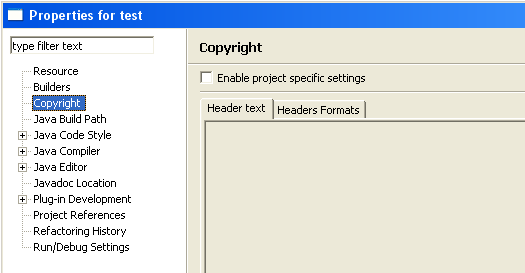 Properties for test
type filter text
Resource
Builders
Copyright
Java Build Path
Java Code Style
Java Compiler
Java Editor
Javadoc Location
Plug-in Development
Project References
Refactoring History
Run/Debug Settings
Copyright
Enable project specific settings
Header text
Headers Formats